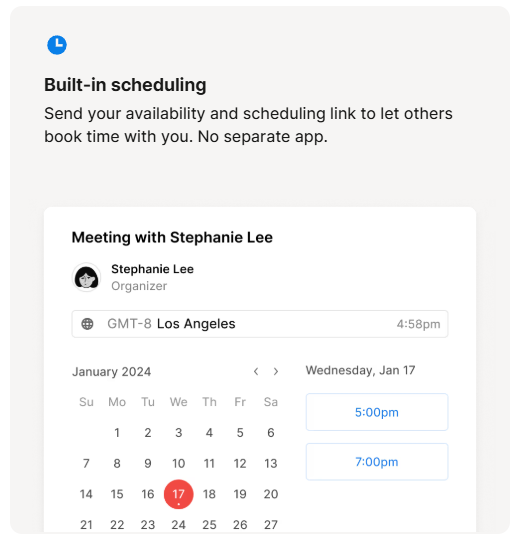 Built-in scheduling
Send your availability and scheduling link to let others
book time with you. No separate app.
Meeting with Stephanie Lee
Stephanie Lee
Organizer
GMT-8 Los Angeles 4:58pm
January 2024
Su Mo Tu We Th Fr Sa
1 2 3 4 5 6
7 8 9 10 11 12 13
14 15 16 17 18 19 20
21 22 23 24 25 26 27
Wednesday, Jan 17
5:00pm
7:00pm